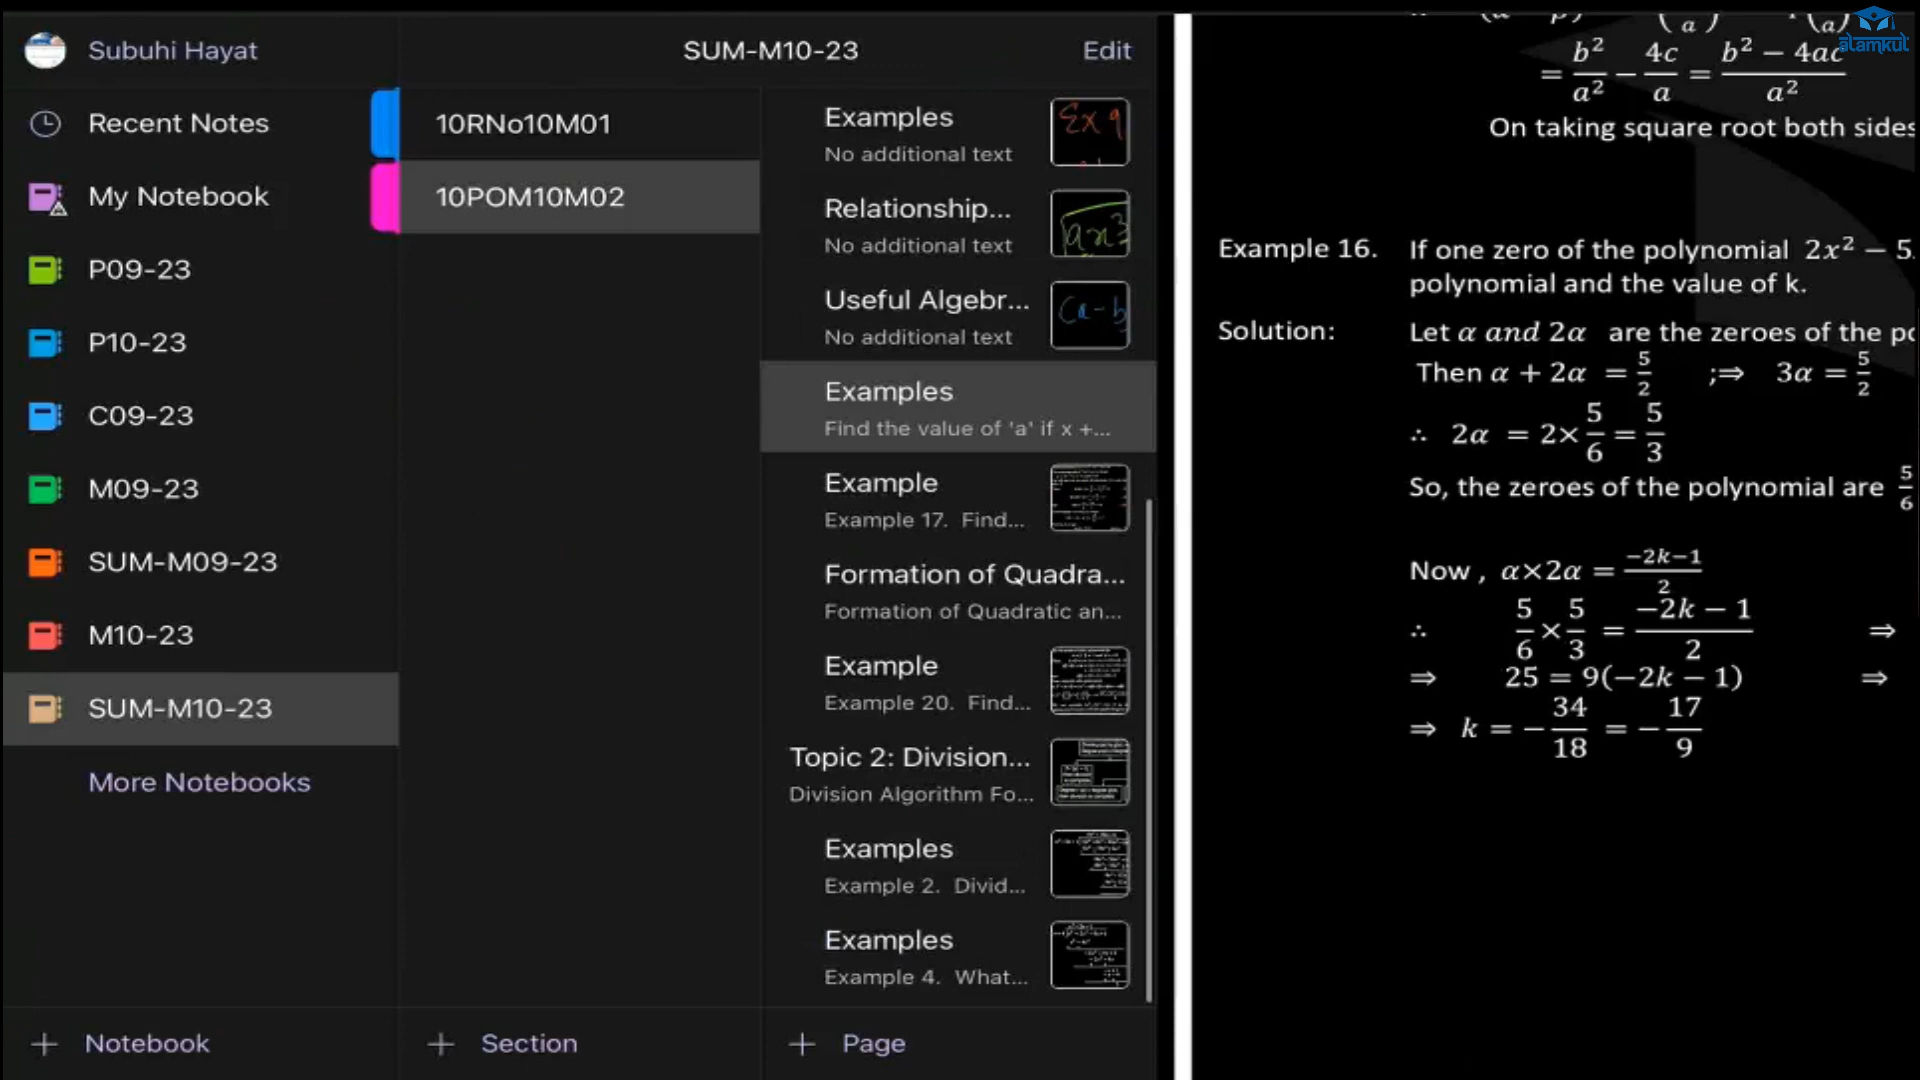 Subuhi Hayat
SUM-M10-23
Edit
Recent Notes
My Notebook
P09-23
P10-23
C09-23
M09-23
SUM-M09-23
M10-23
SUM-M10-23
More Notebooks
+ Notebook
10RNo10M01
10POM10M02
+ Section
Examples
No additional text
Ex 9
Relationship...
No additional text
ax³
Useful Algebr...
No additional text
(a-b
Examples
Find the value of 'a' if x +...
Example
Example 17. Find...
Formation of Quadra...
Formation of Quadratic an...
Example
Example 20. Find...
Topic 2: Division...
Division Algorithm Fo...
Examples
Example 2. Divid...
Examples
Example 4. What...
+ Page
alamkul
= b²/a² − 4c/a = b² − 4ac/a²
On taking square root both sides
Example 16. If one zero of the polynomial 2x² − 5
polynomial and the value of k.
Solution: Let α and 2α are the zeroes of the
Then α + 2α = 5/2 ;⇒ 3α = 5/2
∴ 2α = 2× 5/6 = 5/3
So, the zeroes of the polynomial are 5/6
Now , α×2α = −2k−1/2
∴ 5/6 × 5/3 = −2k − 1/2 ⇒
⇒ 25 = 9(−2k − 1) ⇒
⇒ k = − 34/18 = − 17/9